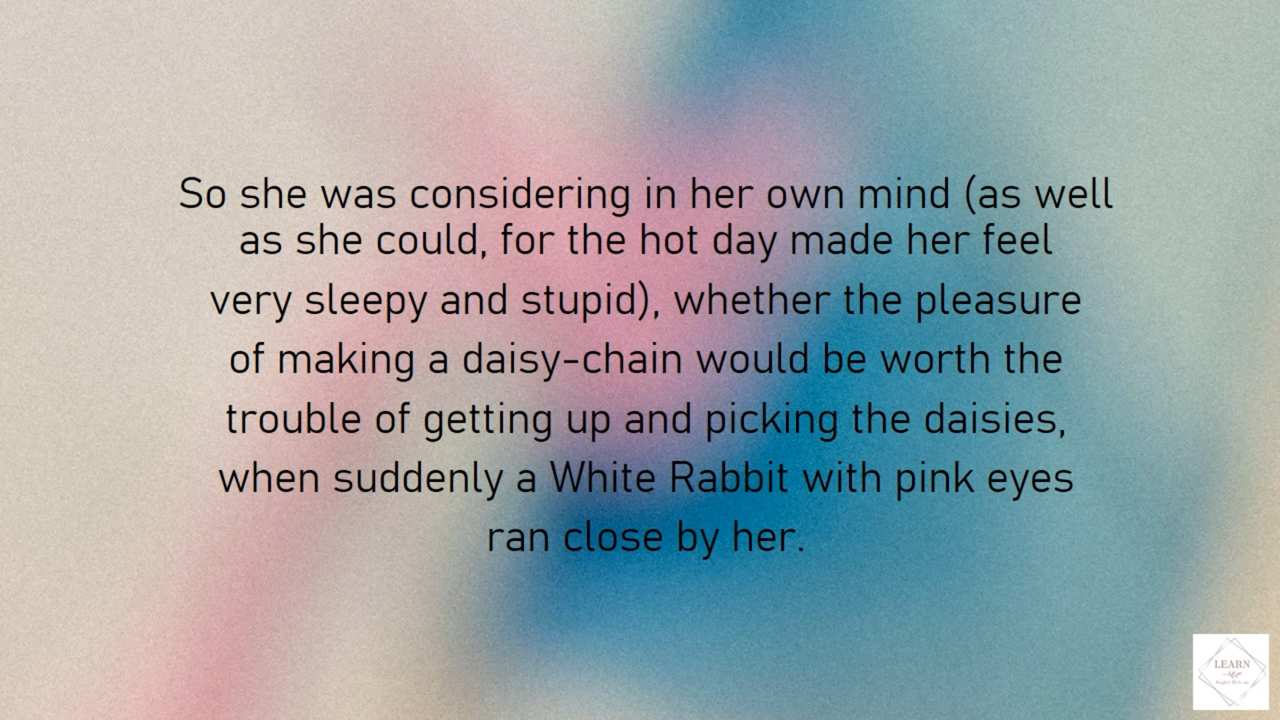 So she was considering in her own mind (as well
as she could, for the hot day made her feel
very sleepy and stupid), whether the pleasure
of making a daisy-chain would be worth the
trouble of getting up and picking the daisies,
when suddenly a White Rabbit with pink eyes
ran close by her.
LEARN